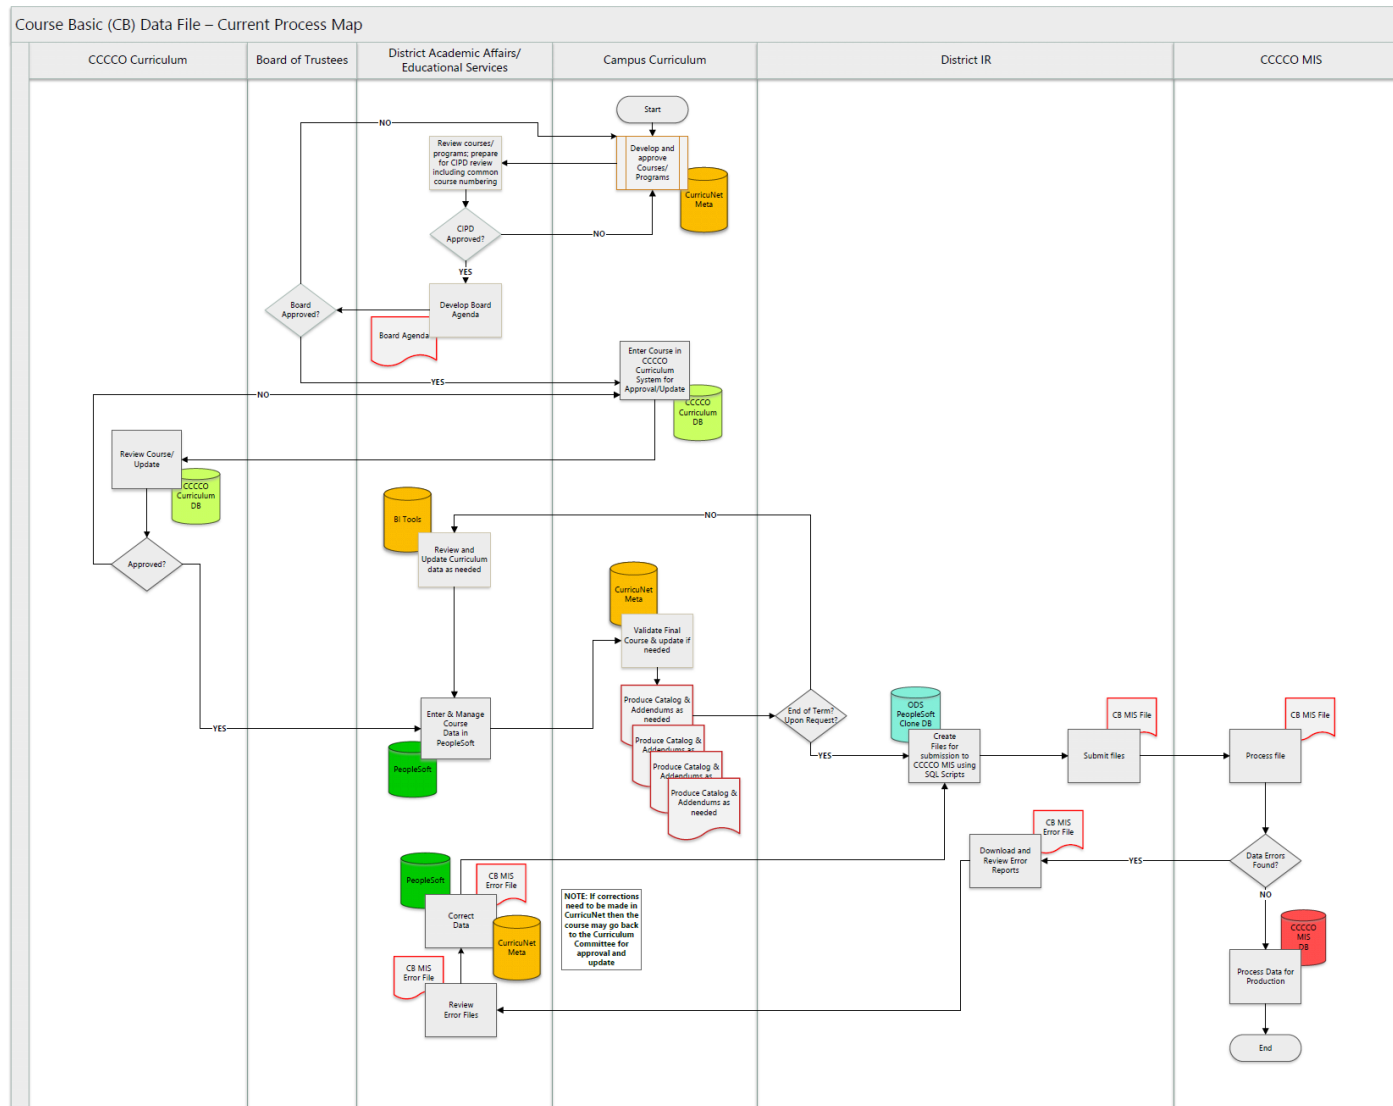 Course Basic (CB) Data File – Current Process Map
CCCCO Curriculum
Board of Trustees
District Academic Affairs/
Educational Services
Campus Curriculum
District IR
CCCCO MIS
Start
NO
Review courses/
programs; prepare
for CIPD review
including common
course numbering
Develop and
approve
Courses/
Programs
CurricuNet
Meta
CIPD
Approved?
NO
YES
Board
Approved?
Develop Board
Agenda
Board Agenda
Enter Course in
CCCCO
Curriculum
System for
Approval/Update
YES
NO
CCCCO
Curriculum
DB
Review Course/
Update
CCCCO
Curriculum
DB
BI Tools
NO
Review and
Update Curriculum
data as needed
Approved?
CurricuNet
Meta
Validate Final
Course & update if
needed
Enter & Manage
Course
Data in
PeopleSoft
YES
PeopleSoft
Produce Catalog &
Addendums as
needed
Produce Catalog &
Addendums as
Produce Catalog &
Addendums as
Produce Catalog &
Addendums as
needed
End of Term?
Upon Request?
YES
ODS
PeopleSoft
Clone DB
Create
Files for
submission to
CCCCO MIS using
SQL Scripts
CB MIS File
Submit files
CB MIS File
Process file
CB MIS
Error File
Download and
Review Error
Reports
YES
Data Errors
Found?
NO
PeopleSoft
CB MIS
Error File
Correct
Data
CurricuNet
Meta
NOTE: If corrections
need to be made in
CurricuNet then the
course may go back
to the Curriculum
Committee for
approval and
update
CCCCO
MIS
DB
CB MIS
Error File
Review
Error Files
Process Data for
Production
End